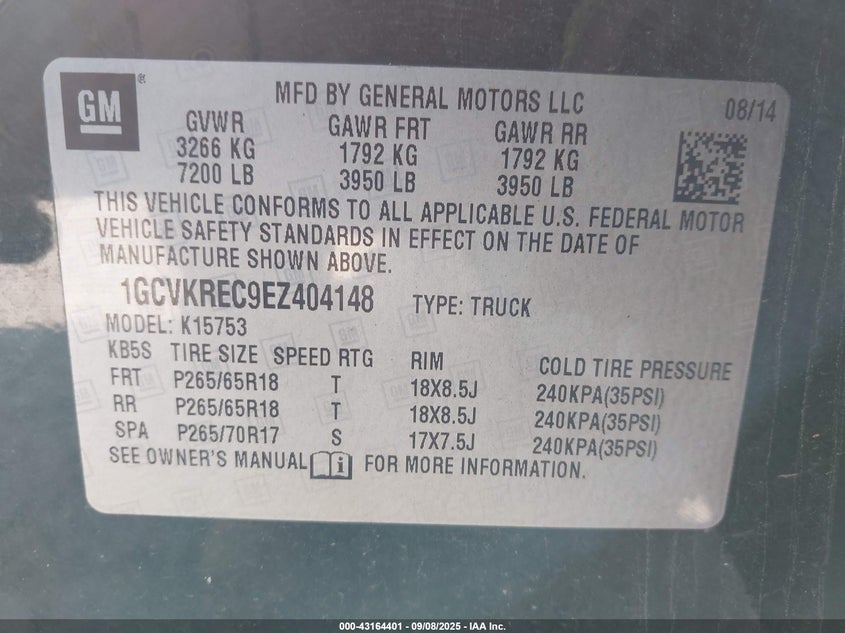 GM
MFD BY GENERAL MOTORS LLC
08/14
GVWR GAWR FRT GAWR RR
3266 KG 1792 KG 1792 KG
7200 LB 3950 LB 3950 LB
THIS VEHICLE CONFORMS TO ALL APPLICABLE U.S. FEDERAL MOTOR
VEHICLE SAFETY STANDARDS IN EFFECT ON THE DATE OF
MANUFACTURE SHOWN ABOVE.
1GCVKREC9EZ404148 TYPE: TRUCK
MODEL: K15753
KB5S TIRE SIZE SPEED RTG RIM COLD TIRE PRESSURE
FRT P265/65R18 T 18X8.5J 240KPA(35PSI)
RR P265/65R18 T 18X8.5J 240KPA(35PSI)
SPA P265/70R17 S 17X7.5J 240KPA(35PSI)
SEE OWNER'S MANUAL i FOR MORE INFORMATION.
000-43164401 - 09/08/2025 - IAA Inc.